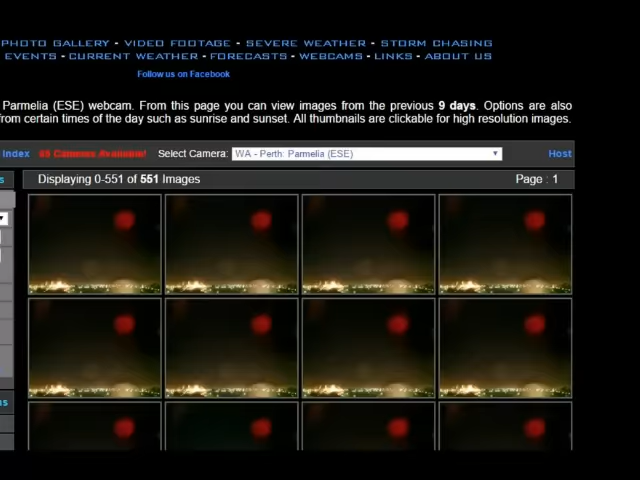 PHOTO GALLERY - VIDEO FOOTAGE - SEVERE WEATHER - STORM CHASING
EVENTS - CURRENT WEATHER - FORECASTS - WEBCAMS - LINKS - ABOUT US
Follow us on Facebook
Parmelia (ESE) webcam. From this page you can view images from the previous 9 days. Options are also
from certain times of the day such as sunrise and sunset. All thumbnails are clickable for high resolution images.
Index Cameras Available! Select Camera: WA - Perth: Parmelia (ESE) Host
s Displaying 0-551 of 551 Images Page : 1
ns